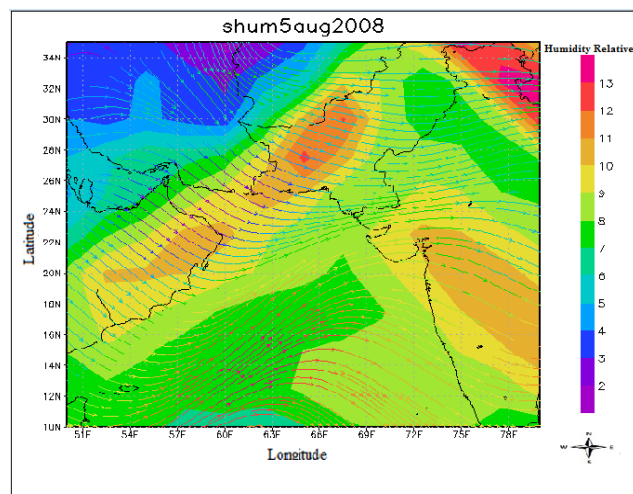 shum5aug2008
Humidity Relative
34N
32N
30N
28N
26N
24N
22N
20N
18N
16N
14N
12N
10N
Latitude
51E
54E
57E
60E
63E
66E
69E
72E
75E
78E
Longitude
13
12
11
10
9
8
7
6
5
4
3
2
N
W E
S